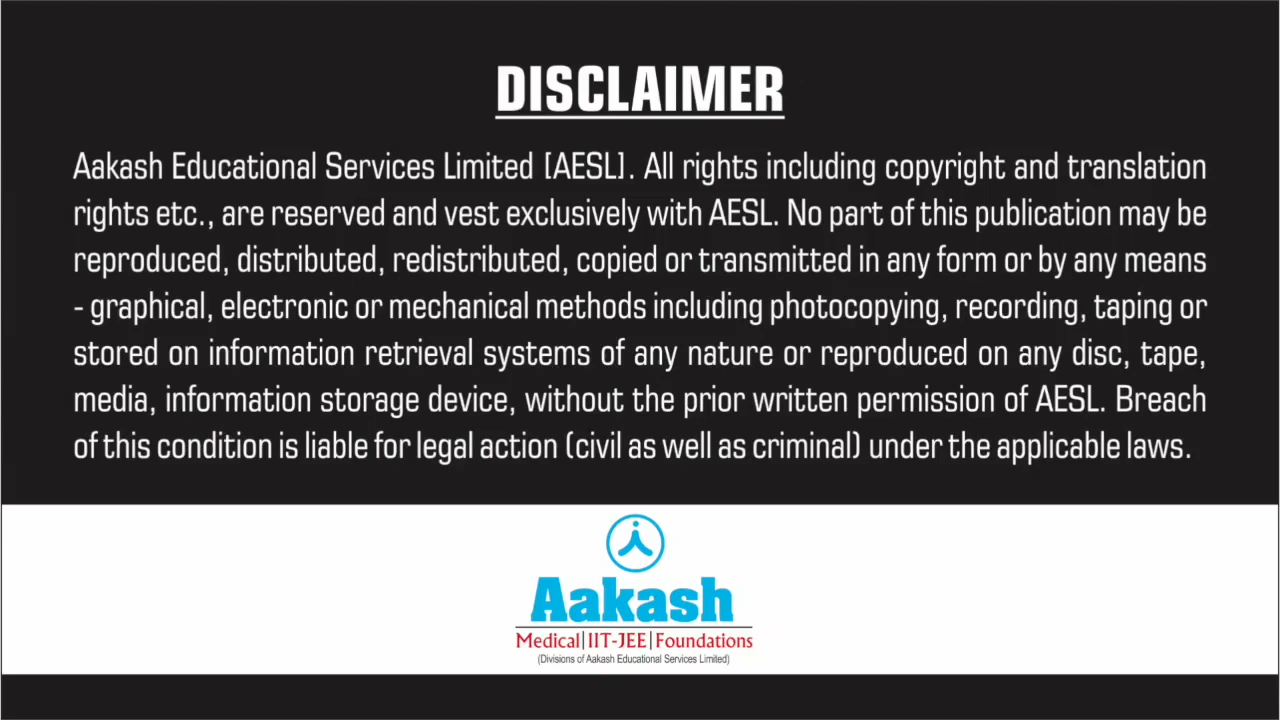 DISCLAIMER
Aakash Educational Services Limited [AESL]. All rights including copyright and translation
rights etc., are reserved and vest exclusively with AESL. No part of this publication may be
reproduced, distributed, redistributed, copied or transmitted in any form or by any means
- graphical, electronic or mechanical methods including photocopying, recording, taping or
stored on information retrieval systems of any nature or reproduced on any disc, tape,
media, information storage device, without the prior written permission of AESL. Breach
of this condition is liable for legal action (civil as well as criminal) under the applicable laws.
Aakash
Medical|IIT-JEE|Foundations
(Divisions of Aakash Educational Services Limited)